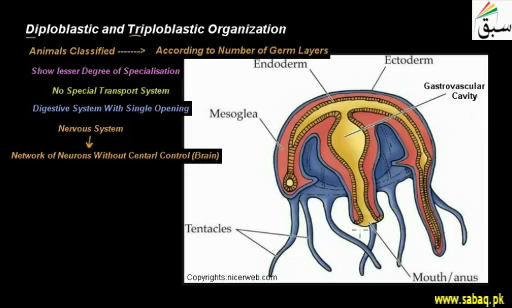 Diploblastic and Triploblastic Organization
سبق
Animals Classified -------> According to Number of Germ Layers
Show lesser Degree of Specialisation
No Special Transport System
Digestive System With Single Opening
Nervous System
Network of Neurons Without Centarl Control (Brain)
Endoderm
Ectoderm
Gastrovascular
Cavity
Mesoglea
Tentacles
Mouth/anus
Copyrights:nicerweb.com
www.sabaq.pk